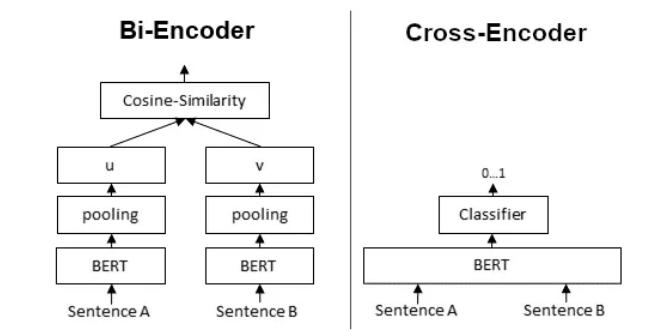 Bi-Encoder
Cosine-Similarity
u
v
pooling
pooling
BERT
BERT
Sentence A
Sentence B
Cross-Encoder
0...1
Classifier
BERT
Sentence A
Sentence B